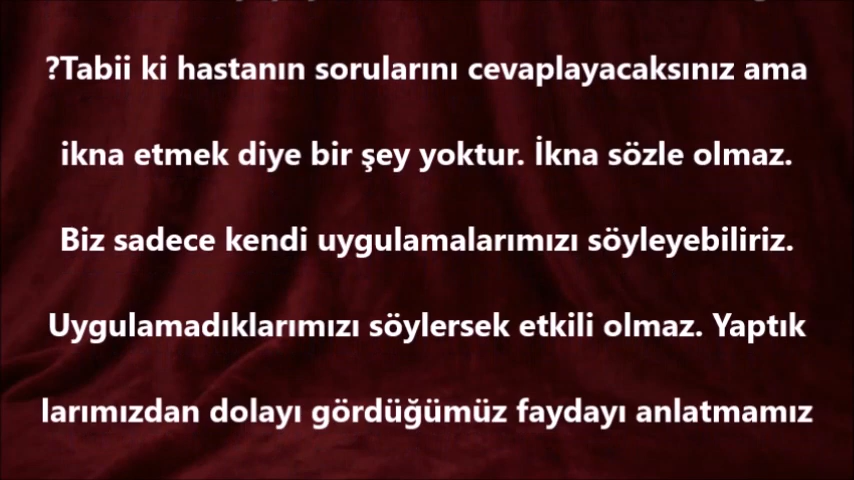 ?Tabii ki hastanın sorularını cevaplayacaksınız ama
ikna etmek diye bir şey yoktur. İkna sözle olmaz.
Biz sadece kendi uygulamalarımızı söyleyebiliriz.
Uygulamadıklarımızı söylersek etkili olmaz. Yaptık
larımızdan dolayı gördüğümüz faydayı anlatmamız